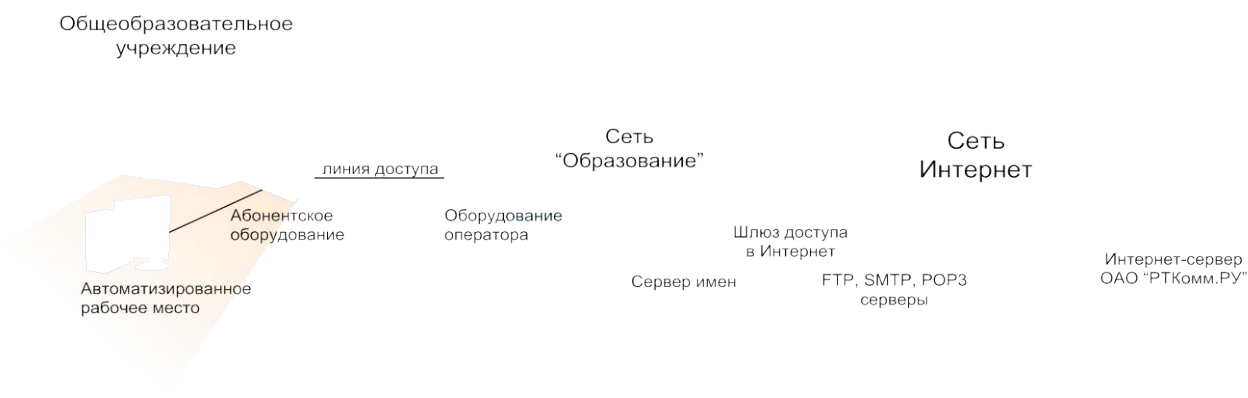 Общеобразовательное
учреждение
Сеть
“Образование”
Сеть
Интернет
линия доступа
Абонентское
оборудование
Оборудование
оператора
Шлюз доступа
в Интернет
Сервер имен
FTP, SMTP, POP3
серверы
Интернет-сервер
ОАО “РТКомм.РУ”
Автоматизированное
рабочее место